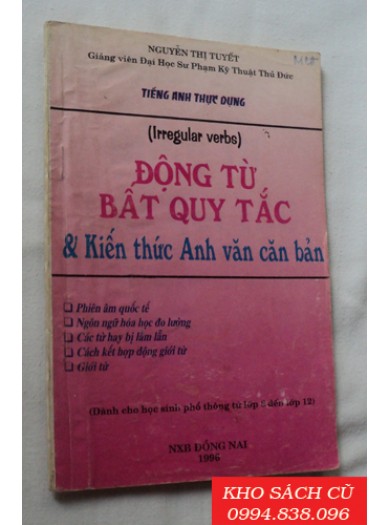 NGUYỄN THỊ TUYẾT
Giảng viên Đại Học Sư Phạm Kỹ Thuật Thủ Đức
TIẾNG ANH THỰC DỤNG
(Irregular verbs)
ĐỘNG TỪ
BẤT QUY TẮC
& Kiến thức Anh văn căn bản
❑ Phiên âm quốc tế
❑ Ngôn ngữ hóa học đo lường
❑ Các từ hay bị lầm lẫn
❑ Cách kết hợp động giới từ
❑ Giới từ
(Dành cho học sinh phổ thông từ lớp đến lớp 12)
NXB ĐỒNG NAI
1996
KHO SÁCH CŨ
0994.838.096